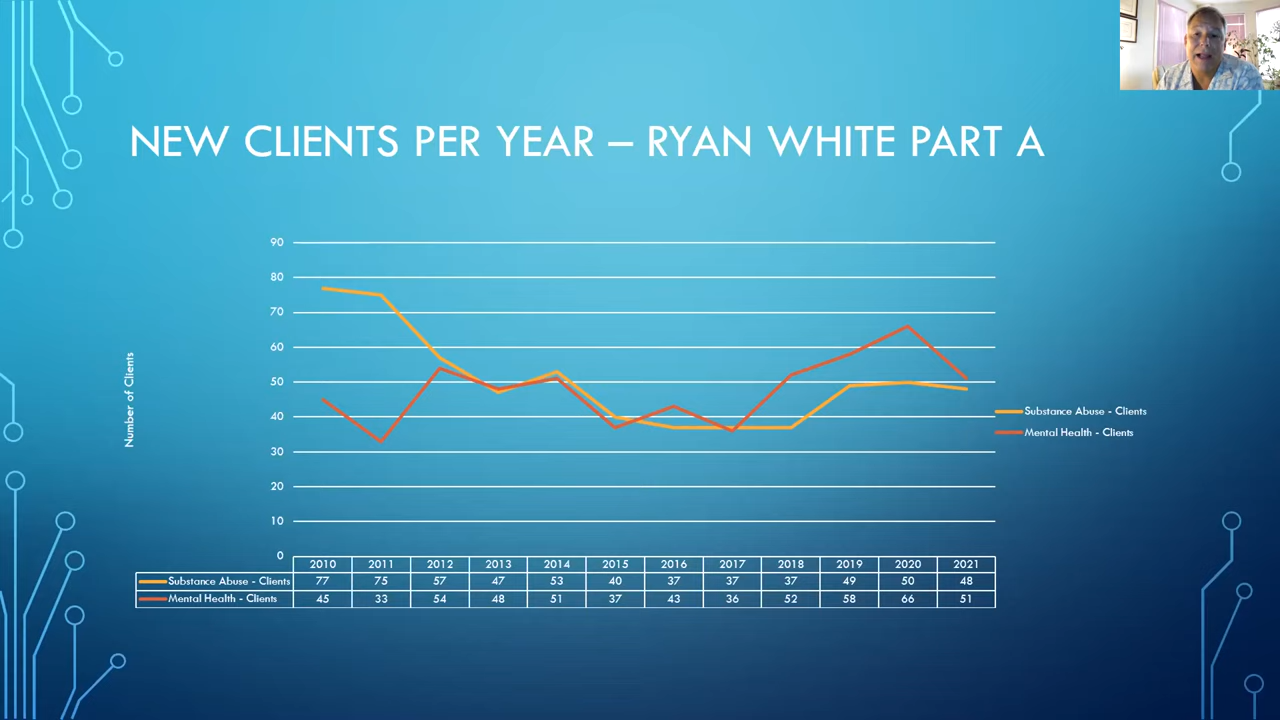 NEW CLIENTS PER YEAR – RYAN WHITE PART A
90
80
70
60
50
40
30
20
10
0
Number of Clients
Substance Abuse - Clients
Mental Health - Clients
2010 2011 2012 2013 2014 2015 2016 2017 2018 2019 2020 2021
Substance Abuse - Clients 77 75 57 47 53 40 37 37 37 49 50 48
Mental Health - Clients 45 33 54 48 51 37 43 36 52 58 66 51